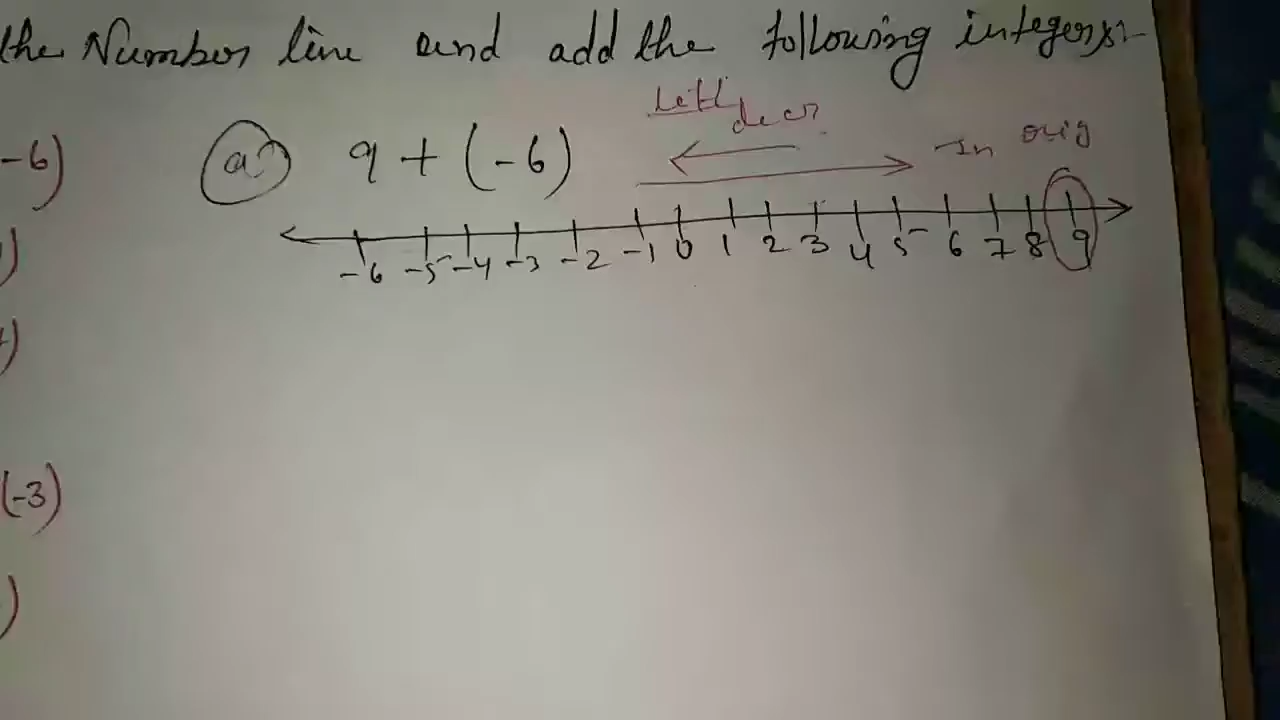 the Number line and add the following integers:-
-6)
(a) 9 + (-6)
Left decr
In
)
-6 -5 -4 -3 -2 -1 0 1 2 3 4 5 6 7 8 9
)
(-3)
)